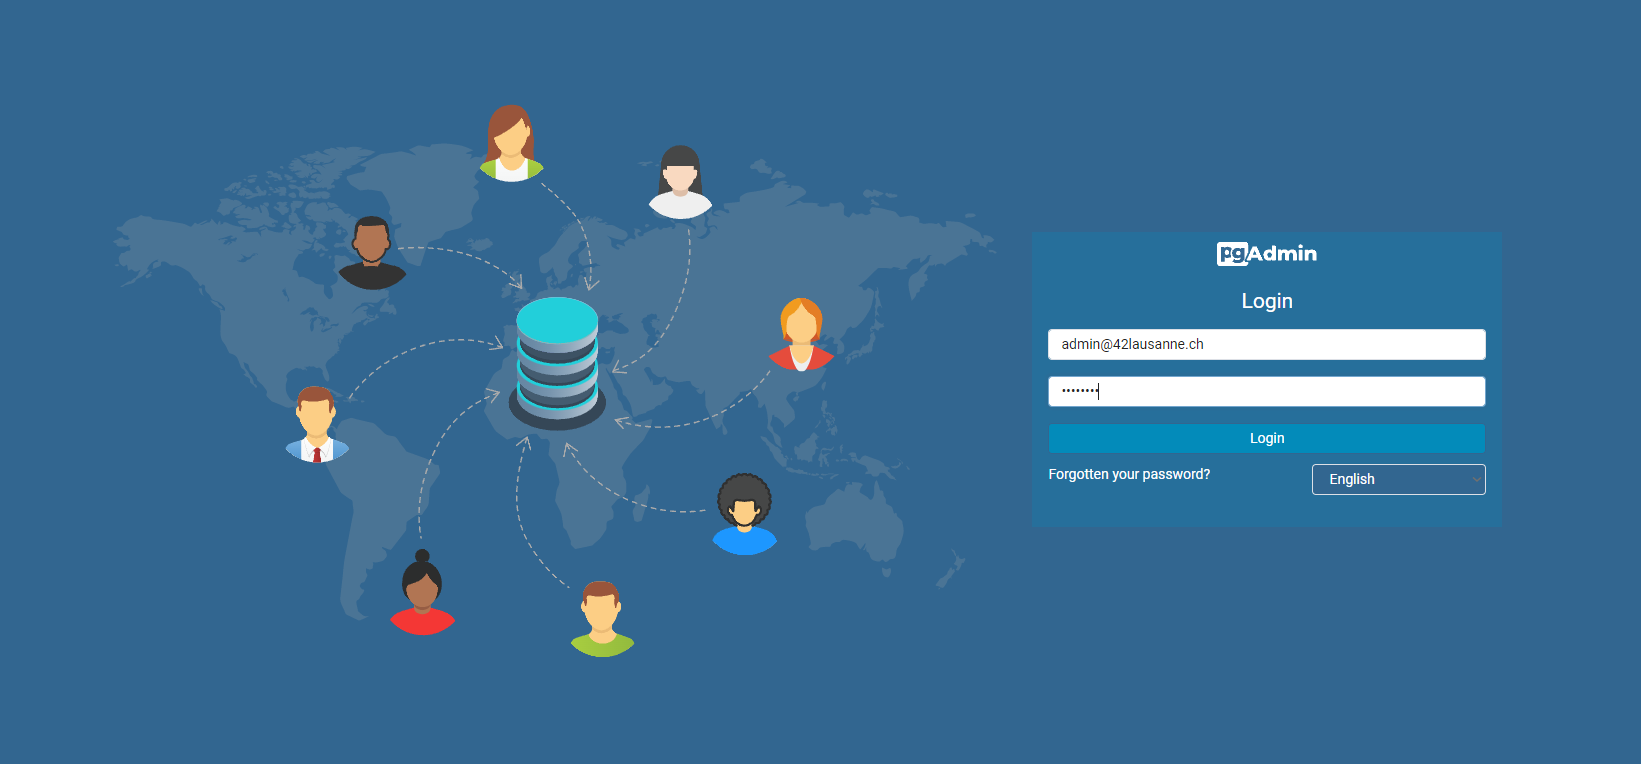 pgAdmin
Login
admin@42lausanne.ch
••••••••
Login
Forgotten your password?
English